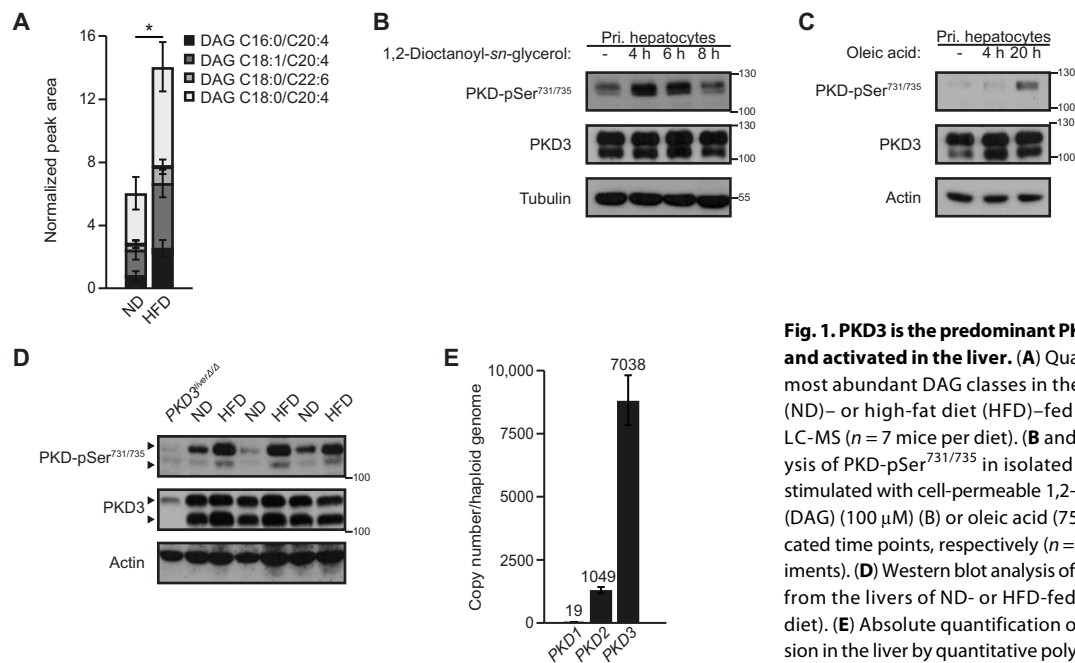 A
16
12
8
4
0
Normalized peak area
*
DAG C16:0/C20:4
DAG C18:1/C20:4
DAG C18:0/C22:6
DAG C18:0/C20:4
ND
HFD
B
Pri. hepatocytes
1,2-Dioctanoyl-sn-glycerol: - 4 h 6 h 8 h
PKD-pSer731/735
130
100
PKD3
130
100
Tubulin
55
C
Pri. hepatocytes
Oleic acid: - 4 h 20 h
PKD-pSer731/735
130
100
PKD3
130
100
Actin
D
PKD3liverΔ/Δ ND HFD ND HFD ND HFD
PKD-pSer731/735
100
PKD3
100
Actin
E
10,000
7500
5000
2500
0
Copy number/haploid genome
19
1049
7038
PKD1
PKD2
PKD3
Fig. 1. PKD3 is the predominant PK
and activated in the liver. (A) Qua
most abundant DAG classes in the
(ND)– or high-fat diet (HFD)–fed
LC-MS (n = 7 mice per diet). (B and
ysis of PKD-pSer731/735 in isolated
stimulated with cell-permeable 1,2-
(DAG) (100 μM) (B) or oleic acid (75
cated time points, respectively (n =
iments). (D) Western blot analysis of
from the livers of ND- or HFD-fed
diet). (E) Absolute quantification o
sion in the liver by quantitative poly